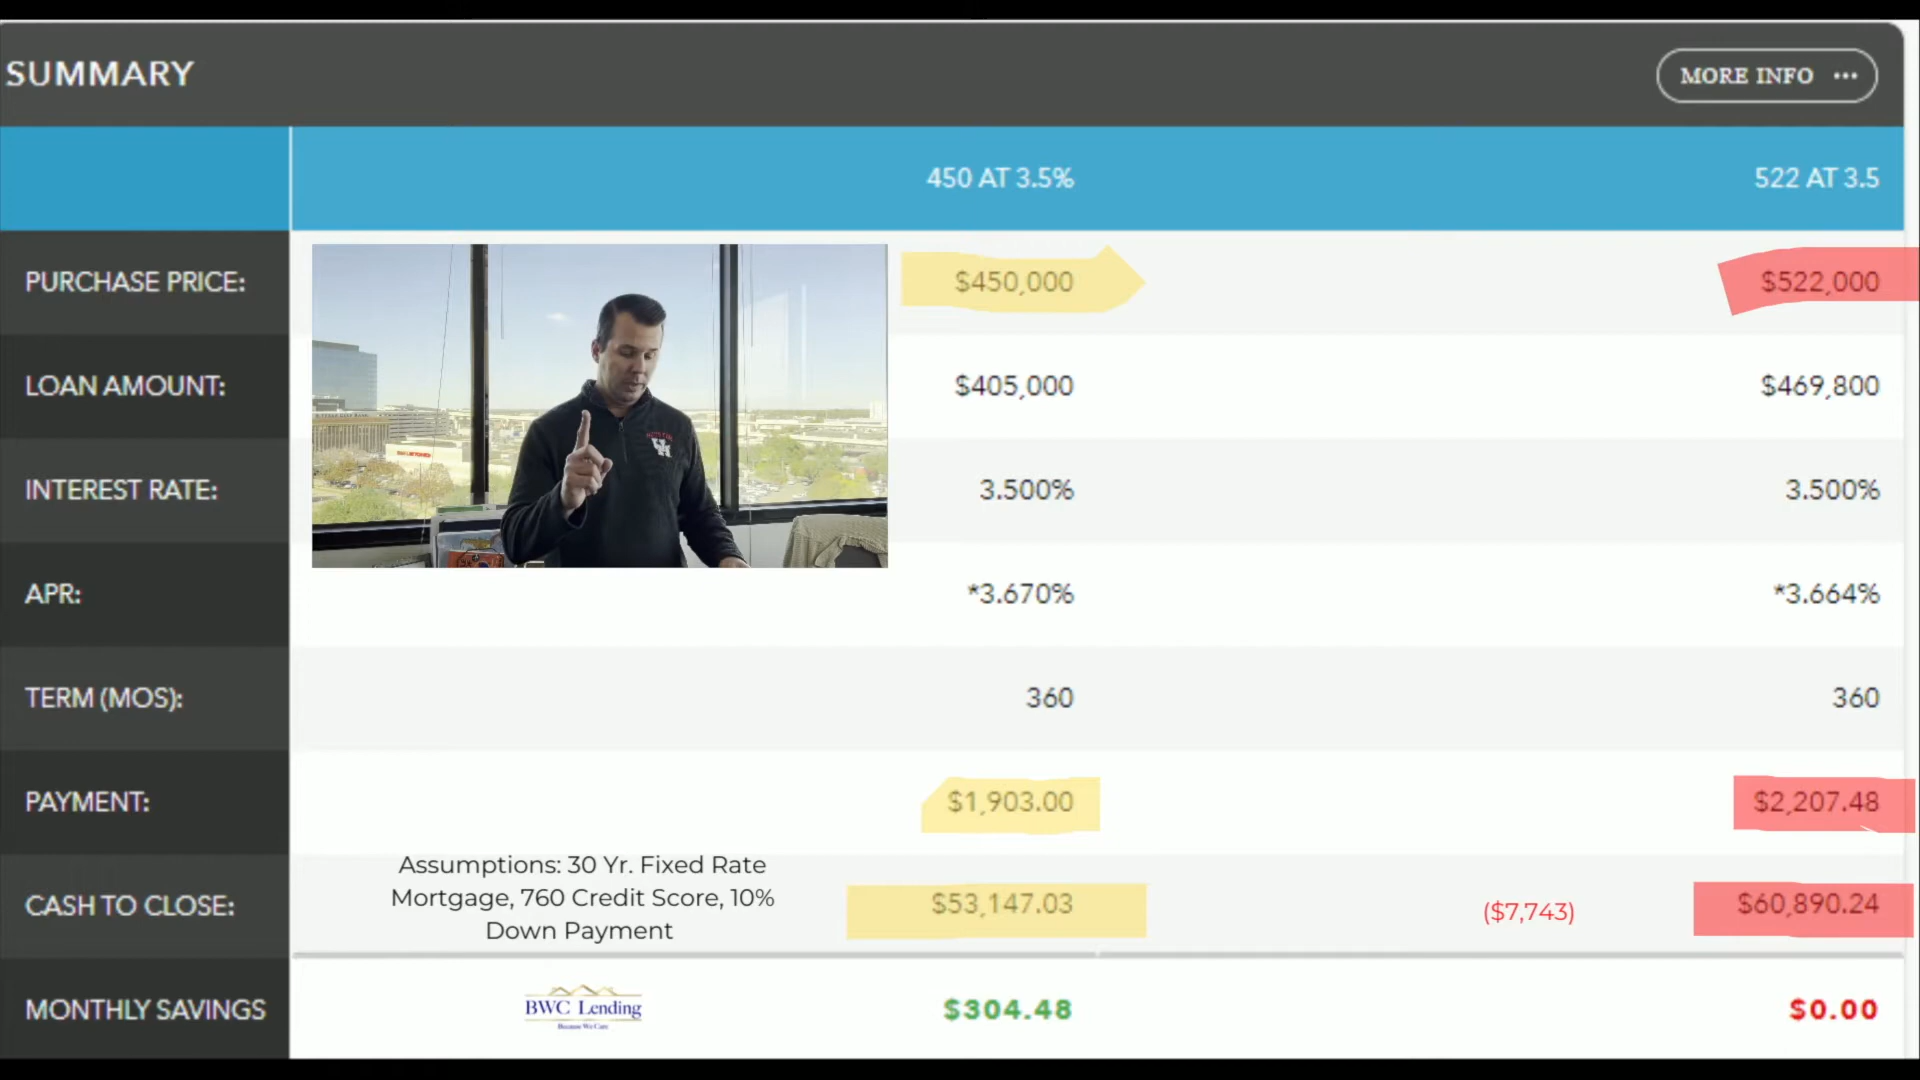 SUMMARY
MORE INFO ...
450 AT 3.5% 522 AT 3.5
PURCHASE PRICE: $450,000 $522,000
LOAN AMOUNT: $405,000 $469,800
INTEREST RATE: 3.500% 3.500%
APR: *3.670% *3.664%
TERM (MOS): 360 360
PAYMENT: $1,903.00 $2,207.48
Assumptions: 30 Yr. Fixed Rate
Mortgage, 760 Credit Score, 10%
Down Payment
CASH TO CLOSE: $53,147.03 ($7,743) $60,890.24
MONTHLY SAVINGS $304.48 $0.00
BWC Lending
Because We Care